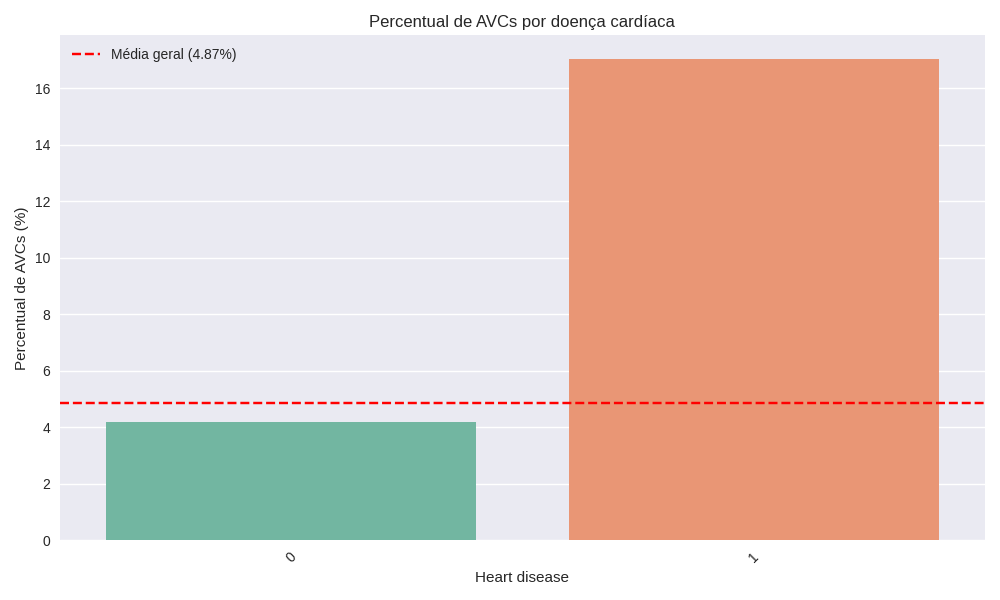 Percentual de AVCs por doença cardíaca
Média geral (4.87%)
Percentual de AVCs (%)
16
14
12
10
8
6
4
2
0
0
1
Heart disease